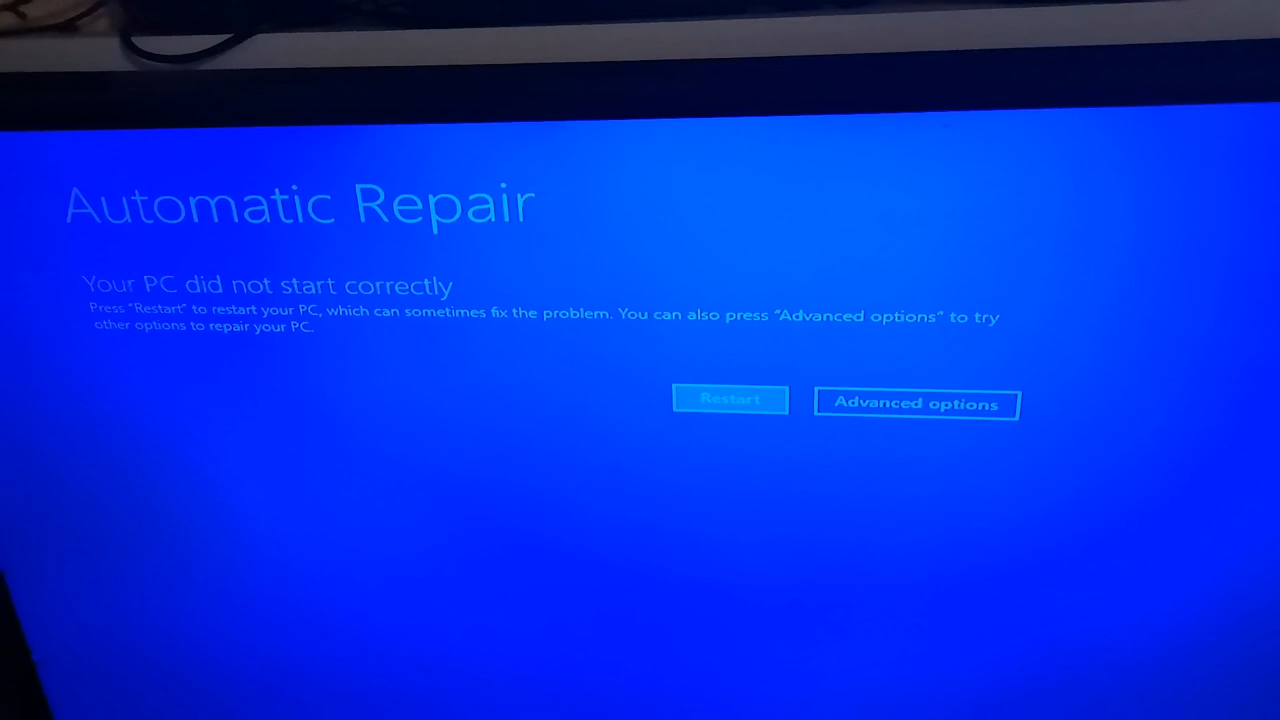 Automatic Repair
Your PC did not start correctly
Press "Restart" to restart your PC, which can sometimes fix the problem. You can also press "Advanced options" to try
other options to repair your PC.
Restart
Advanced options